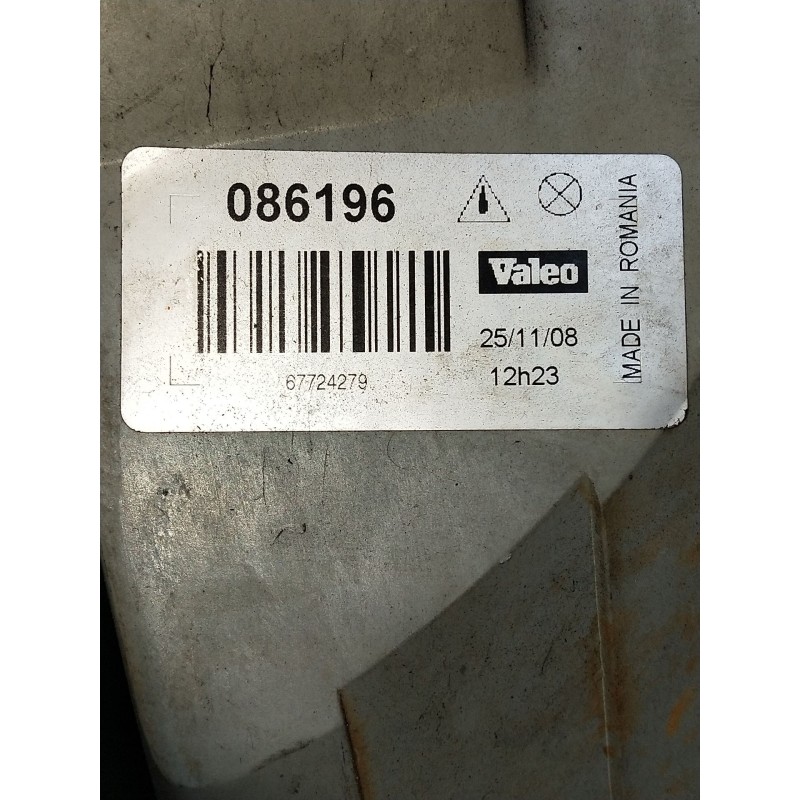 086196
Valeo
25/11/08
12h23
67724279
MADE IN ROMANIA